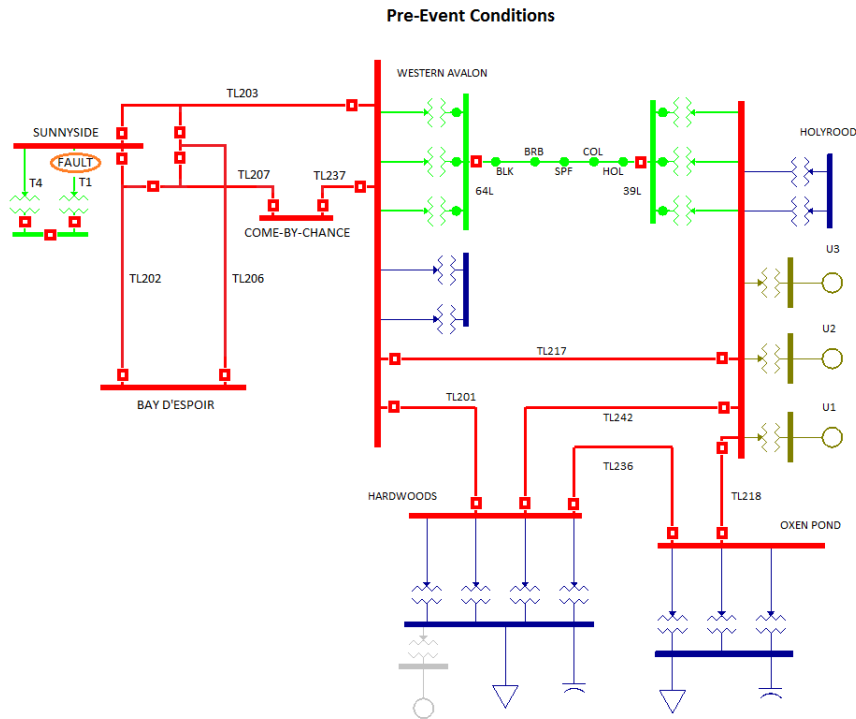 Pre-Event Conditions
WESTERN AVALON
TL203
SUNNYSIDE
HOLYROOD
FAULT
BRB
COL
T4
T1
TL207
TL237
BLK
SPF
HOL
64L
39L
COME-BY-CHANCE
U3
TL202
TL206
U2
TL217
BAY D'ESPOIR
TL201
TL242
U1
TL236
HARDWOODS
TL218
OXEN POND